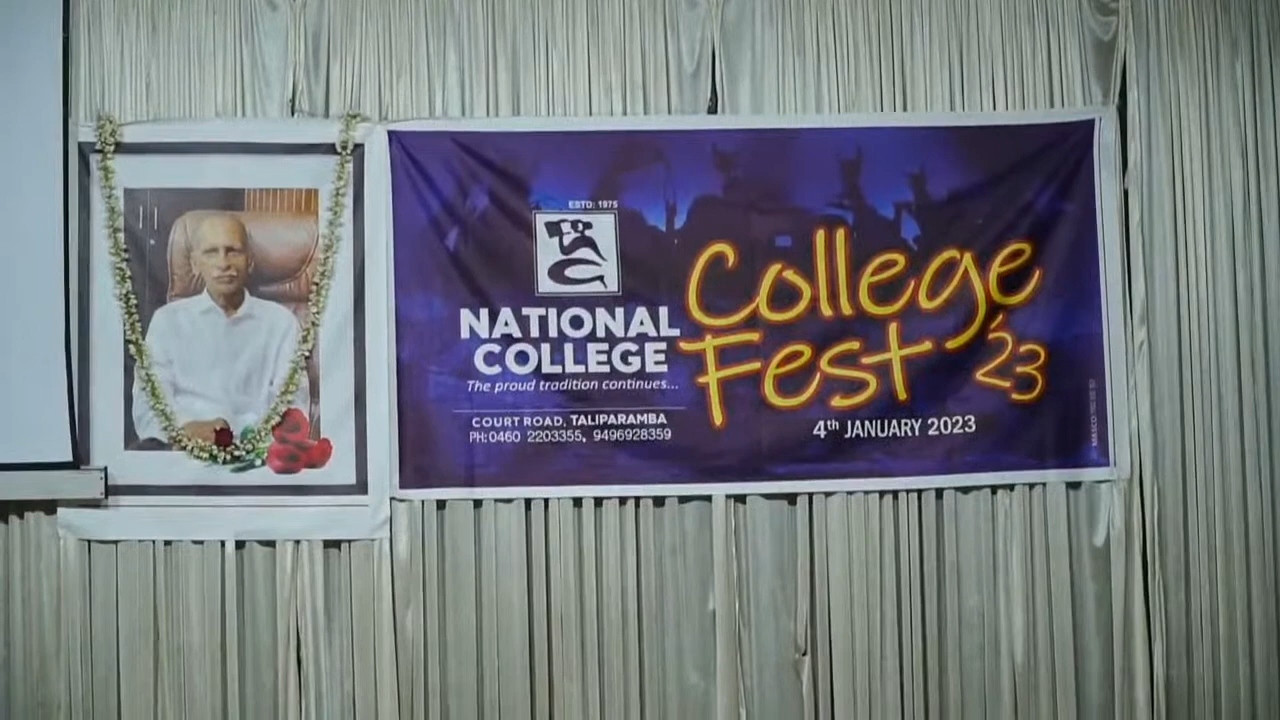 ESTD: 1975
NATIONAL
COLLEGE
The proud tradition continues...
COURT ROAD, TALIPARAMBA
PH:0460 2203355, 9496928359
College
Fest '23
4th JANUARY 2023